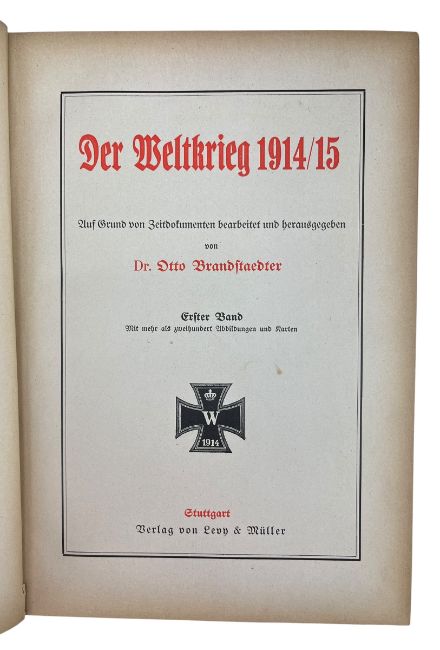 Der Weltkrieg 1914/15
Auf Grund von Zeitdokumenten bearbeitet und herausgegeben
von
Dr. Otto Brandſtaedter
Erſter Band
Mit mehr als zweihundert Abbildungen und Karten
W
1914
Stuttgart
Verlag von Levy & Müller